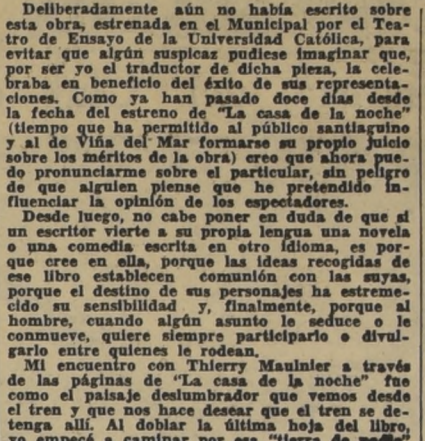 Deliberadamente aún no había escrito sobre
esta obra, estrenada en el Municipal por el Tea-
tro de Ensayo de la Universidad Católica, para
evitar que algún suspicaz pudiese imaginar que,
por ser yo el traductor de dicha pieza, la cele-
braba en beneficio del éxito de sus representa-
ciones. Como ya han pasado doce días desde
la fecha del estreno de "La casa de la noche"
(tiempo que ha permitido al público santiaguino
y al de Viña del Mar formarse su propio juicio
sobre los méritos de la obra) creo que ahora pue-
do pronunciarme sobre el particular, sin peligro
de que alguien piense que he pretendido in-
fluenciar la opinión de los espectadores.
Desde luego, no cabe poner en duda de que si
un escritor vierte a su propia lengua una novela
o una comedia escrita en otro idioma, es por-
que cree en ella, porque las ideas recogidas de
ese libro establecen comunión con las suyas,
porque el destino de sus personajes ha estreme-
cido su sensibilidad y, finalmente, porque al
hombre, cuando algún asunto le seduce o le
conmueve, quiere siempre participarlo o divul-
garlo entre quienes le rodean.
Mi encuentro con Thierry Maulnier a través
de las páginas de "La casa de la noche" fue
como el paisaje deslumbrador que vemos desde
el tren y que nos hace desear que el tren se de-
tenga allí. Al doblar la última hoja del libro,
yo empecé a caminar por esa